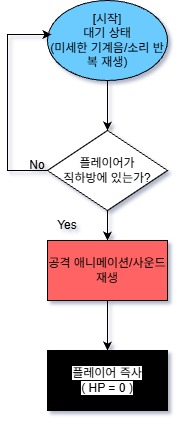 [시작]
대기 상태
(미세한 기계음/소리 반
복 재생)
플레이어가
직하방에 있는가?
No
Yes
공격 애니메이션/사운드
재생
플레이어 즉사
( HP = 0 )